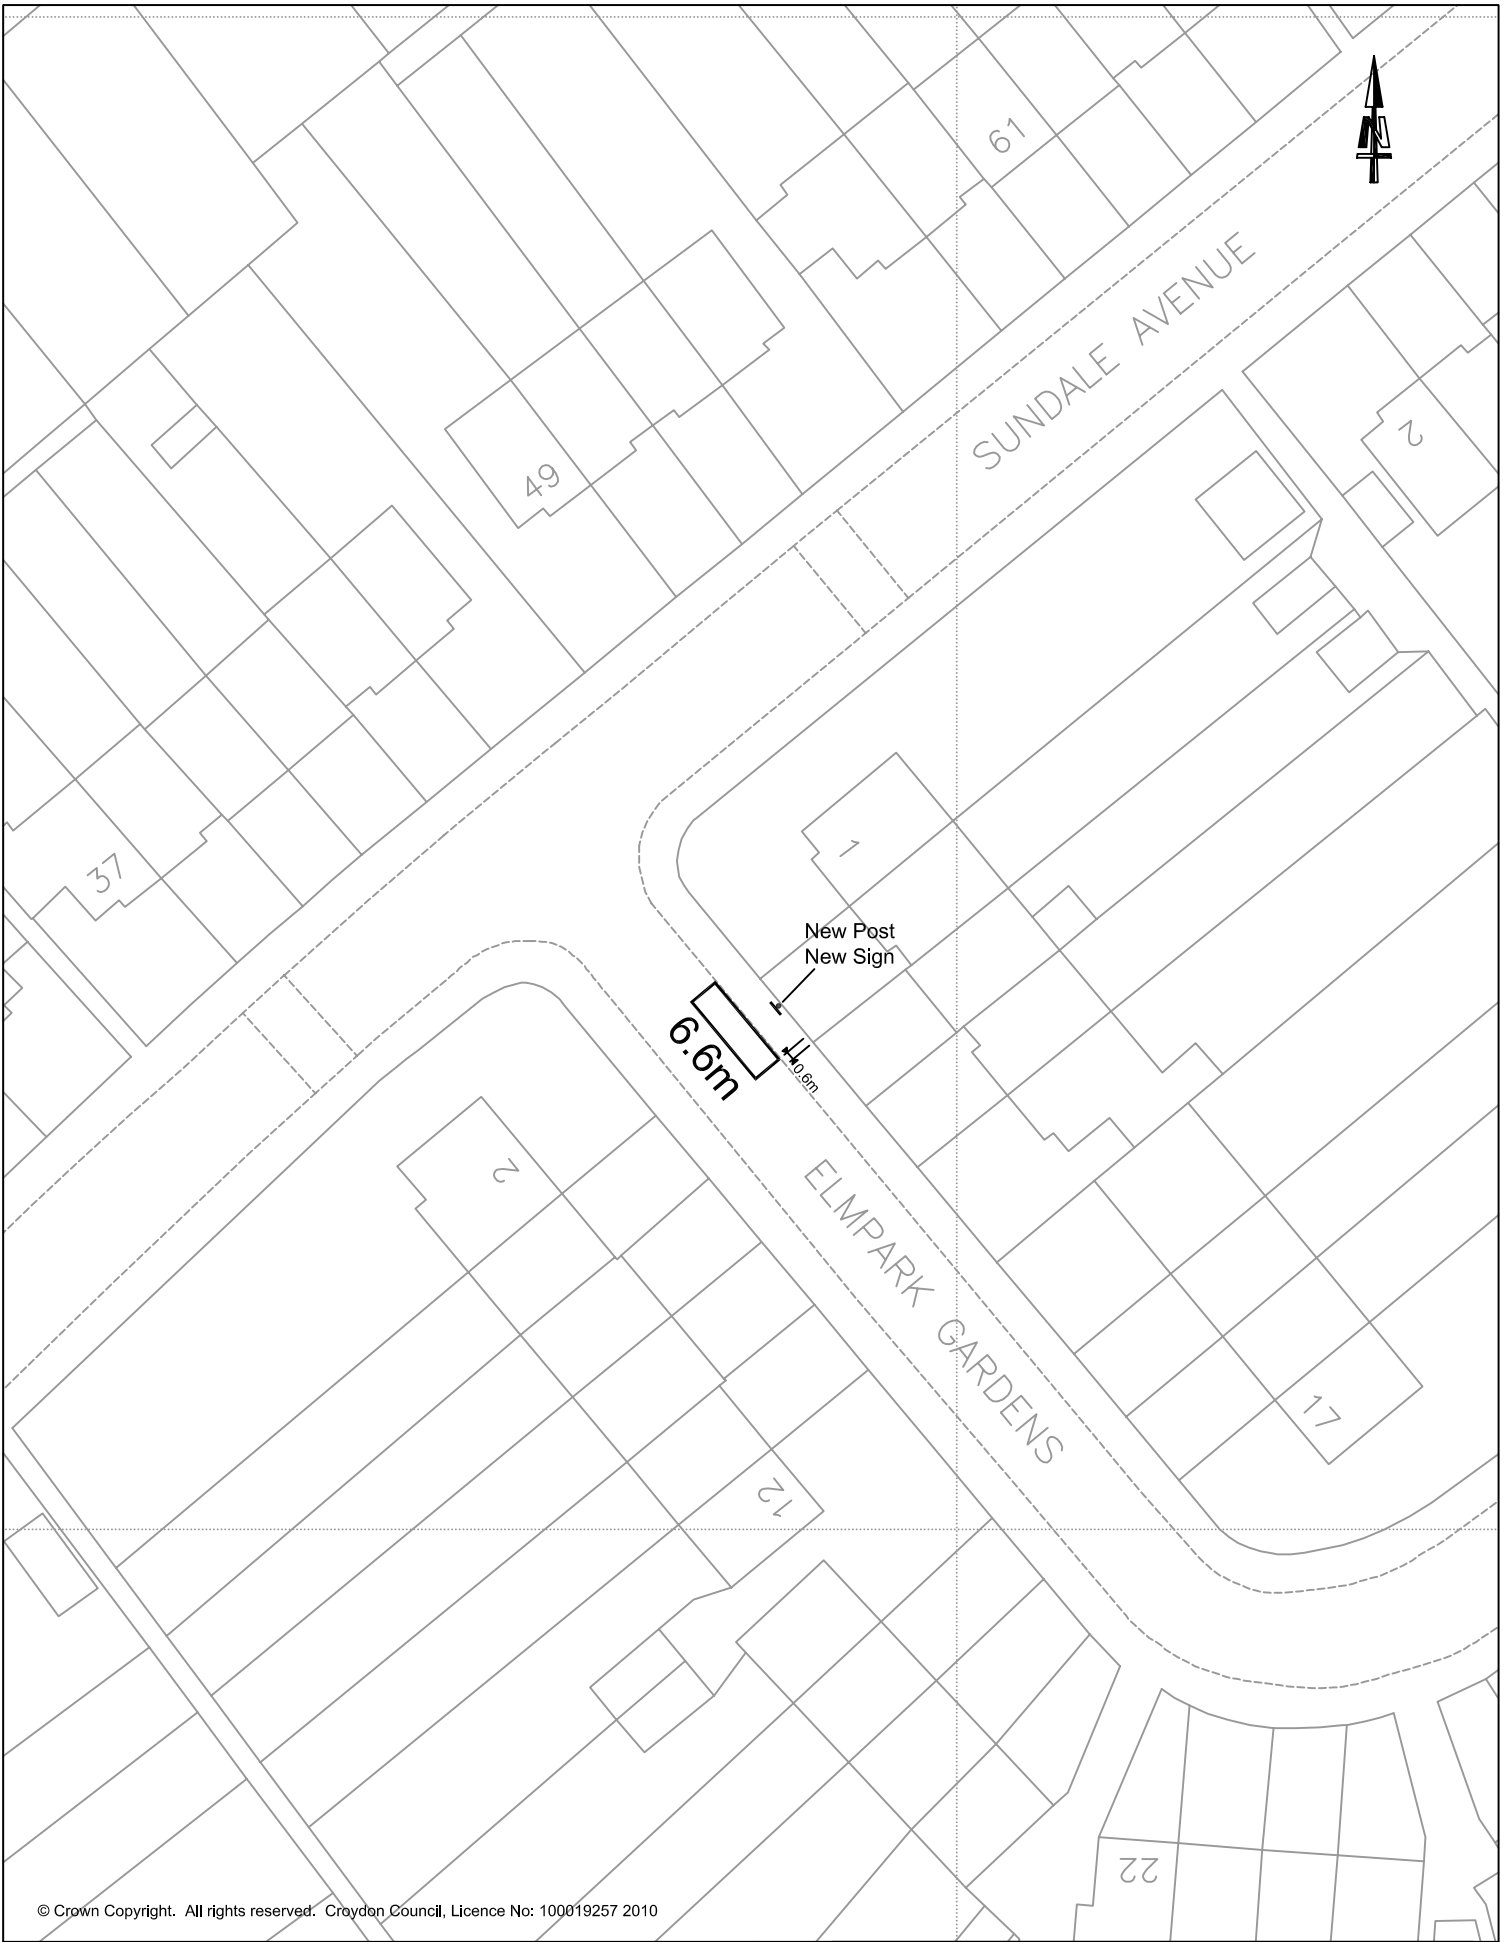 N
61
SUNDALE AVENUE
2
49
37
1
New Post
New Sign
6.6m
0.6m
2
ELMPARK GARDENS
17
12
22
© Crown Copyright. All rights reserved. Croydon Council, Licence No: 100019257 2010